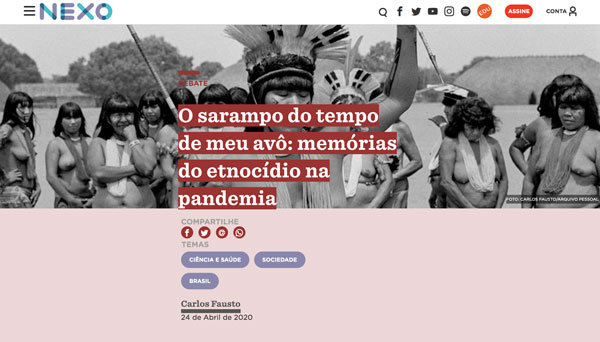 NEXO
EDU
ASSINE
CONTA
DEBATE
O sarampo do tempo
de meu avô: memórias
do etnocídio na
pandemia
FOTO: CARLOS FAUSTO/ARQUIVO PESSOAL
COMPARTILHE
TEMAS
CIÊNCIA E SAÚDE
SOCIEDADE
BRASIL
Carlos Fausto
24 de Abril de 2020